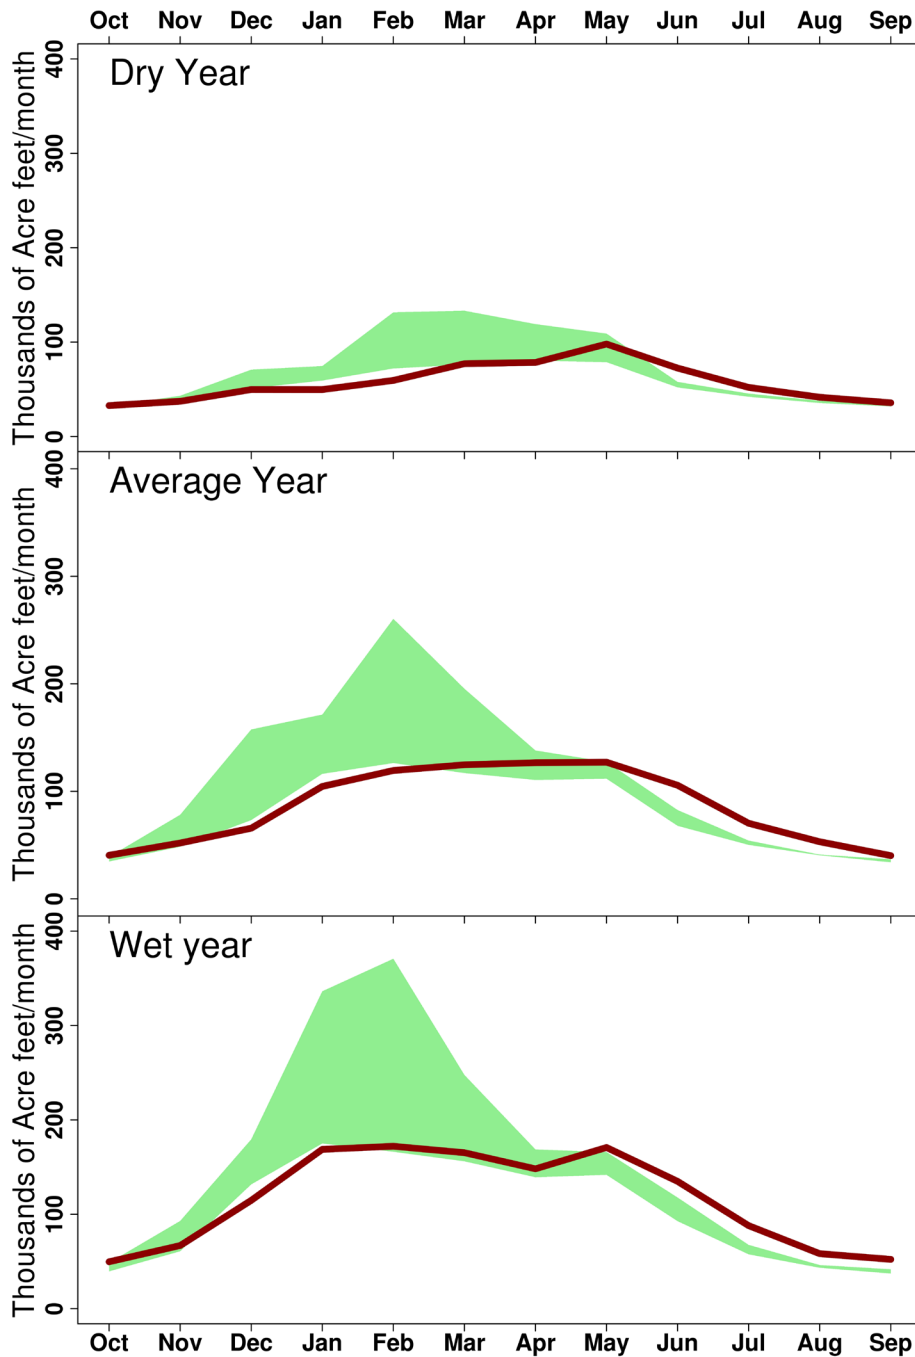 Oct Nov Dec Jan Feb Mar Apr May Jun Jul Aug Sep
Dry Year
Thousands of Acre feet/month
400
300
200
100
0
Average Year
Thousands of Acre feet/month
400
300
200
100
0
Wet year
Thousands of Acre feet/month
400
300
200
100
0
Oct Nov Dec Jan Feb Mar Apr May Jun Jul Aug Sep